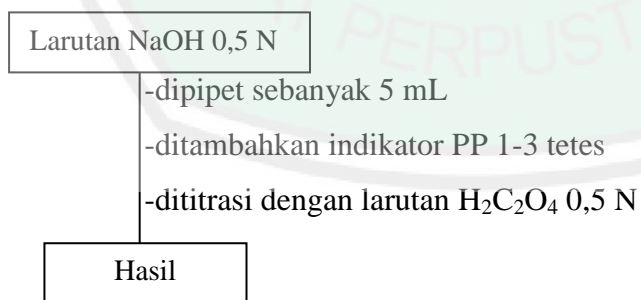 PERPUST
Larutan NaOH 0,5 N
-dipipet sebanyak 5 mL
-ditambahkan indikator PP 1-3 tetes
-dititrasi dengan larutan H₂C₂O₄ 0,5 N
Hasil